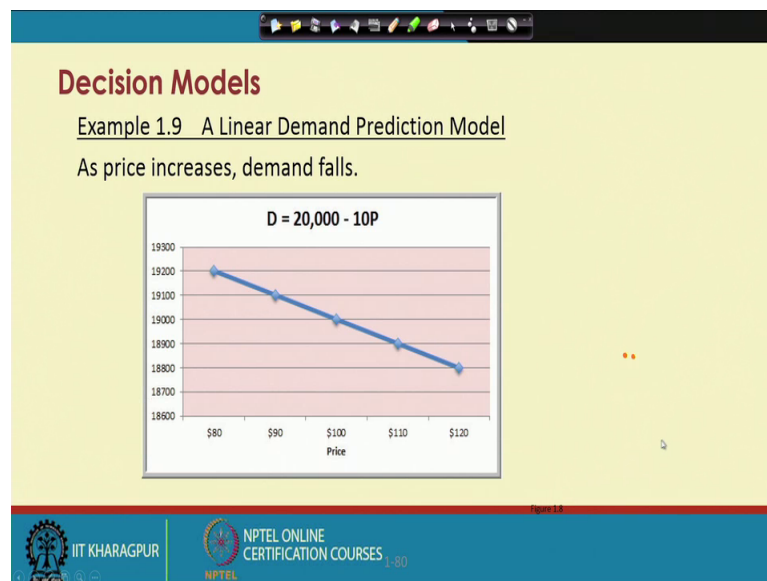 Decision Models
Example 1.9 A Linear Demand Prediction Model
As price increases, demand falls.
D = 20,000 - 10P
19300
19200
19100
19000
18900
18800
18700
18600
$80 $90 $100 $110 $120
Price
Figure 1.8
IIT KHARAGPUR
NPTEL
NPTEL ONLINE
CERTIFICATION COURSES
1-80